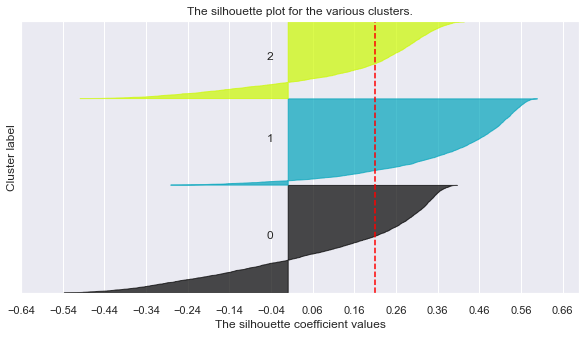 The silhouette plot for the various clusters.
Cluster label
2
1
0
−0.64 −0.54 −0.44 −0.34 −0.24 −0.14 −0.04 0.06 0.16 0.26 0.36 0.46 0.56 0.66
The silhouette coefficient values